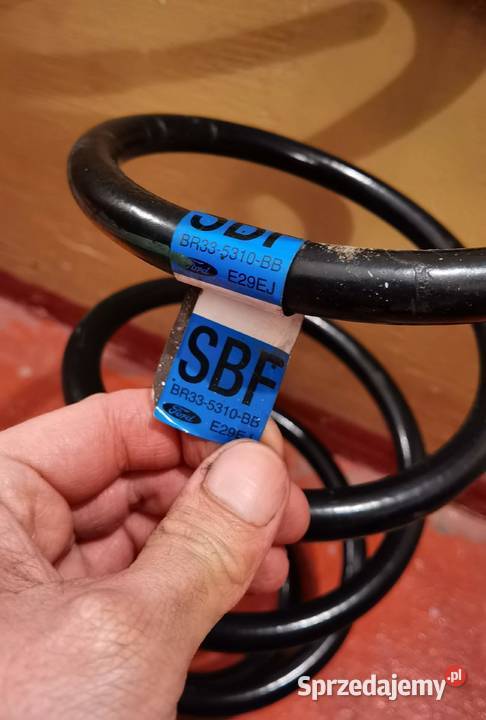 SBF
BR33-5310-BB
Ford
E29EJ
SBF
BR33-5310-BB
Ford
E29EJ
Sprzedajemy.pl